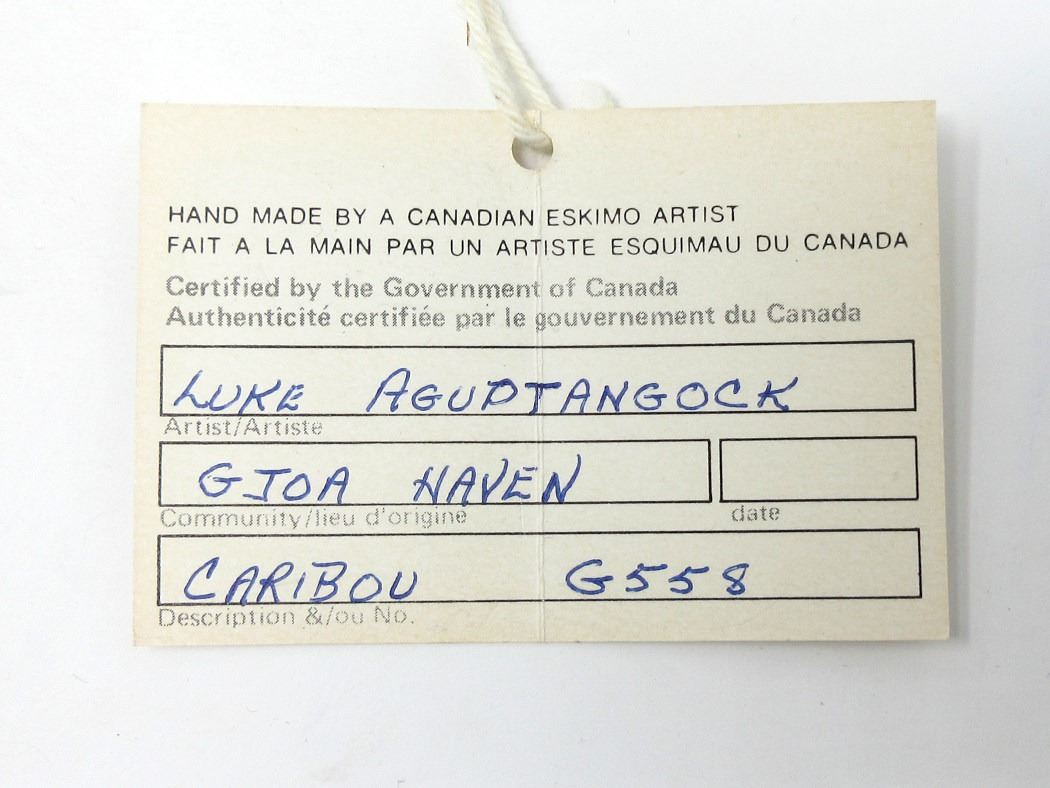 HAND MADE BY A CANADIAN ESKIMO ARTIST
FAIT A LA MAIN PAR UN ARTISTE ESQUIMAU DU CANADA
Certified by the Government of Canada
Authenticité certifiée par le gouvernement du Canada
LUKE AGUPTANGOCK
Artist/Artiste
GJOA HAVEN
Community/lieu d'origine date
CARIBOU G558
Description &/ou No.